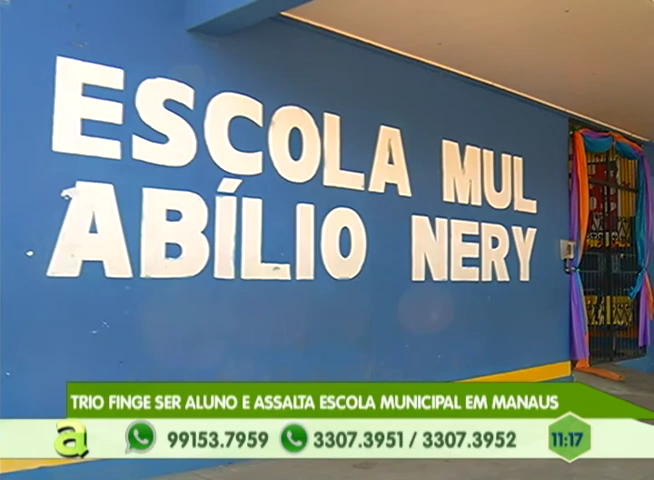 ESCOLA MUL
ABÍLIO NERY
TRIO FINGE SER ALUNO E ASSALTA ESCOLA MUNICIPAL EM MANAUS
a 99153.7959 3307.3951 / 3307.3952 11:17